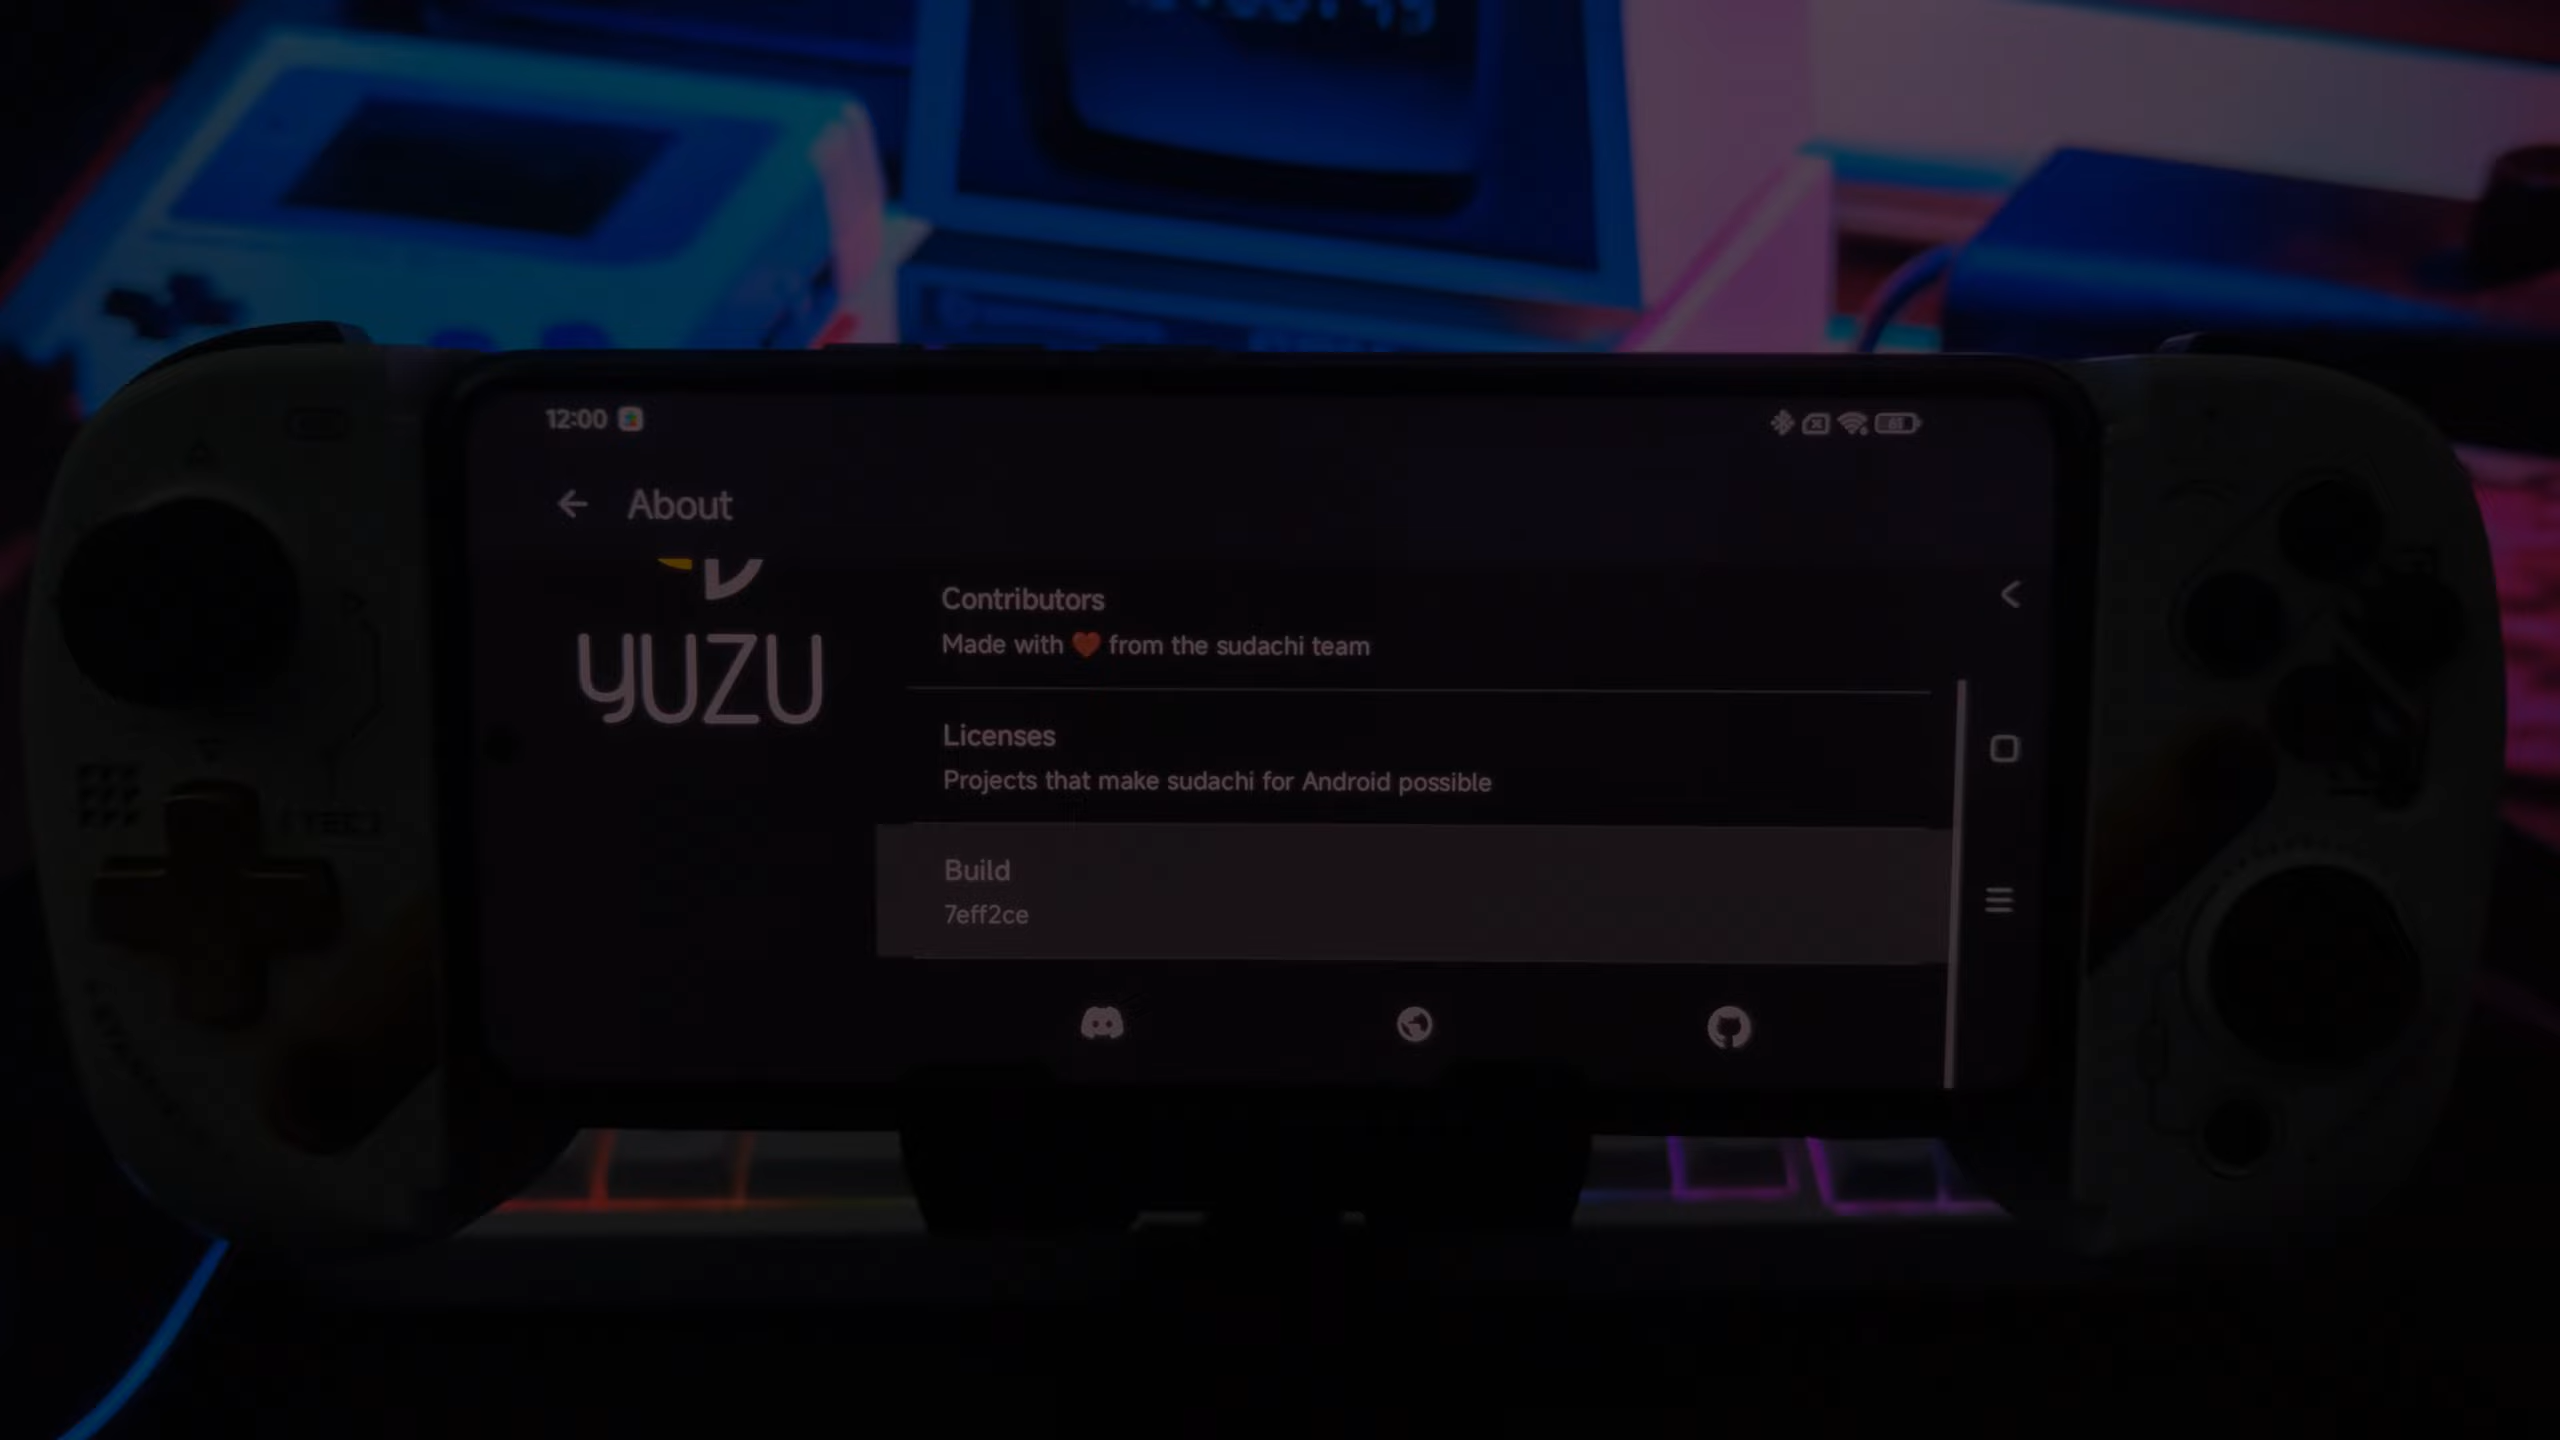 12:00
61
About
YUZU
Contributors
Made with ❤️ from the sudachi team
Licenses
Projects that make sudachi for Android possible
Build
7eff2ce